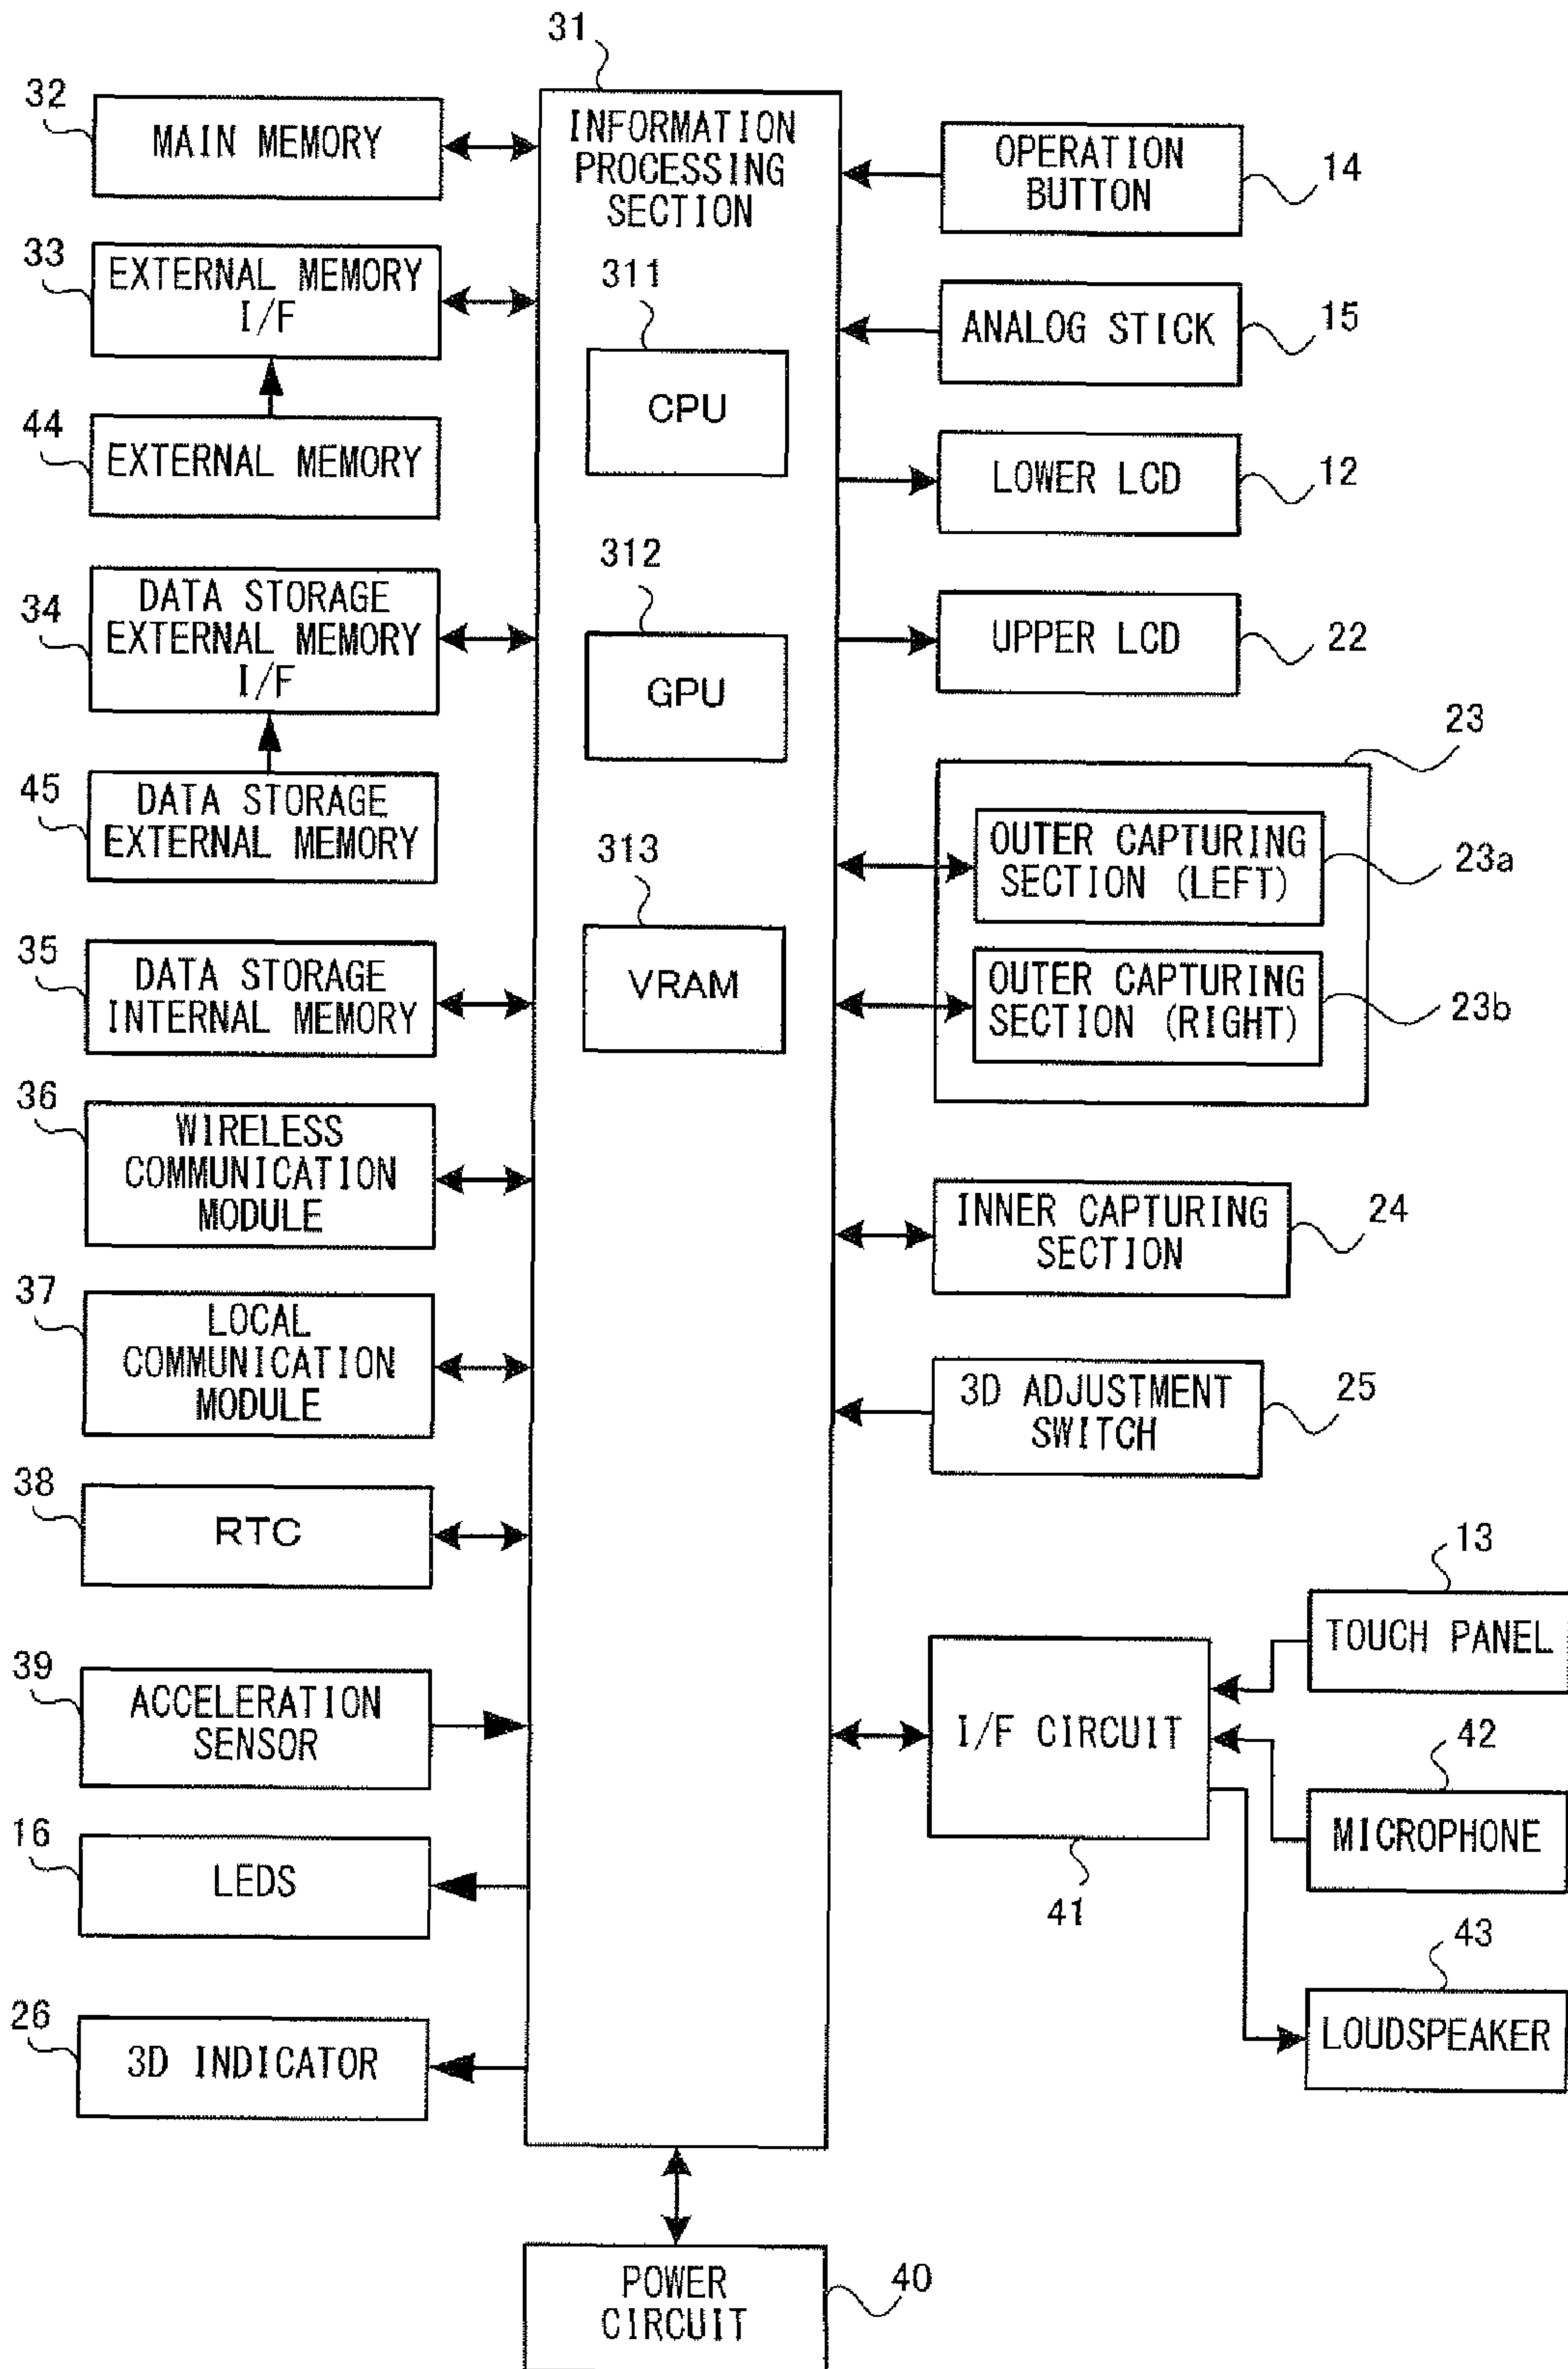 31
32
MAIN MEMORY
33
EXTERNAL MEMORY
I/F
44
EXTERNAL MEMORY
34
DATA STORAGE
EXTERNAL MEMORY
I/F
45
DATA STORAGE
EXTERNAL MEMORY
35
DATA STORAGE
INTERNAL MEMORY
36
WIRELESS
COMMUNICATION
MODULE
37
LOCAL
COMMUNICATION
MODULE
38
RTC
39
ACCELERATION
SENSOR
16
LEDS
26
3D INDICATOR
INFORMATION
PROCESSING
SECTION
311
CPU
312
GPU
313
VRAM
OPERATION
BUTTON
14
ANALOG STICK
15
LOWER LCD
12
UPPER LCD
22
23
OUTER CAPTURING
SECTION (LEFT)
23a
OUTER CAPTURING
SECTION (RIGHT)
23b
INNER CAPTURING
SECTION
24
3D ADJUSTMENT
SWITCH
25
13
TOUCH PANEL
I/F CIRCUIT
41
42
MICROPHONE
43
LOUDSPEAKER
POWER
CIRCUIT
40